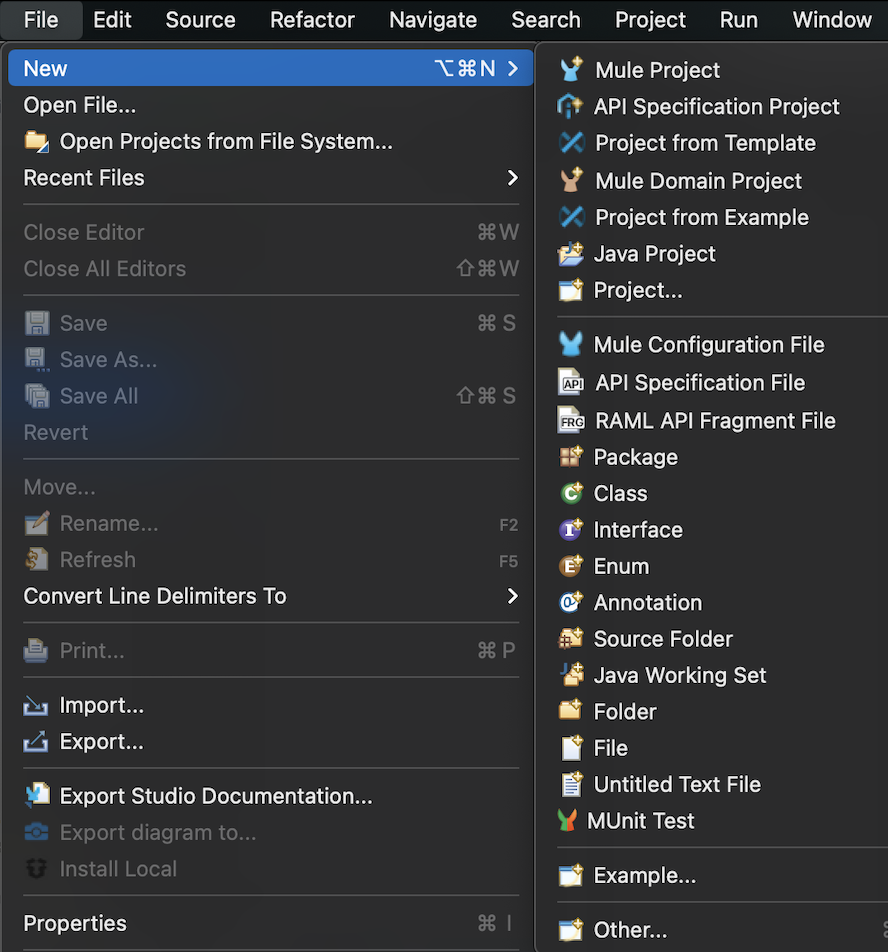 File Edit Source Refactor Navigate Search Project Run Window
New ⌥⌘N
Open File...
Open Projects from File System...
Recent Files
Close Editor ⌘W
Close All Editors ⇧⌘W
Save ⌘S
Save As...
Save All ⇧⌘S
Revert
Move...
Rename... F2
Refresh F5
Convert Line Delimiters To
Print... ⌘P
Import...
Export...
Export Studio Documentation...
Export diagram to...
Install Local
Properties ⌘I
Mule Project
API Specification Project
Project from Template
Mule Domain Project
Project from Example
Java Project
Project...
Mule Configuration File
API API Specification File
FRG RAML API Fragment File
Package
C Class
I Interface
E Enum
@ Annotation
Source Folder
J Java Working Set
Folder
File
Untitled Text File
MUnit Test
Example...
Other...